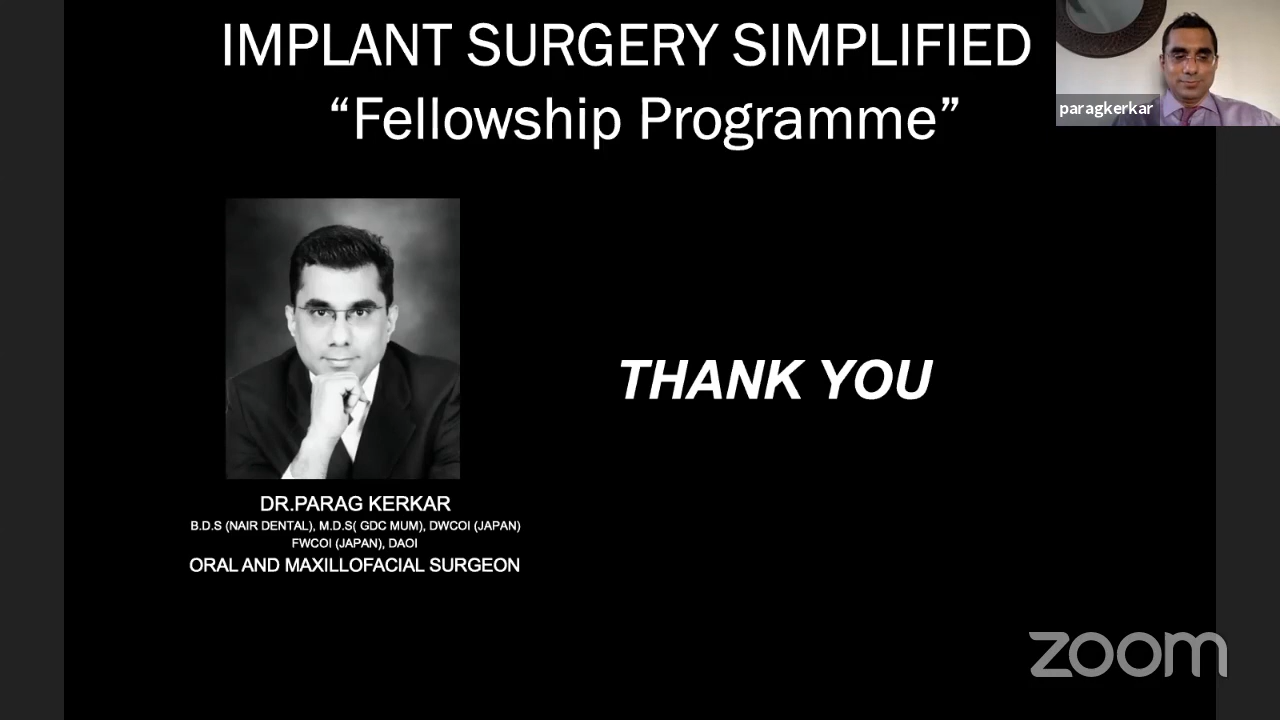 IMPLANT SURGERY SIMPLIFIED
“Fellowship Programme”
paragkerkar
THANK YOU
DR.PARAG KERKAR
B.D.S (NAIR DENTAL), M.D.S( GDC MUM), DWCOI (JAPAN)
FWCOI (JAPAN), DAOI
ORAL AND MAXILLOFACIAL SURGEON
zoom